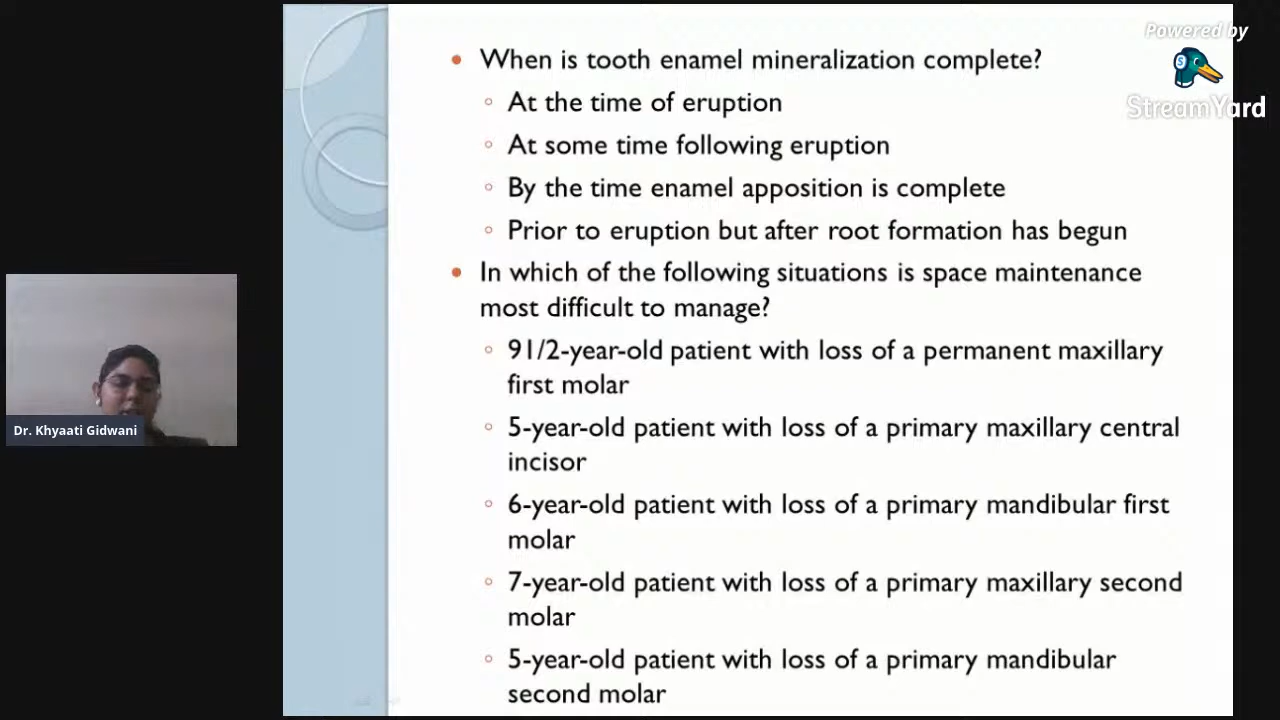 When is tooth enamel mineralization complete?
At the time of eruption
At some time following eruption
By the time enamel apposition is complete
Prior to eruption but after root formation has begun
In which of the following situations is space maintenance
most difficult to manage?
91/2-year-old patient with loss of a permanent maxillary
first molar
5-year-old patient with loss of a primary maxillary central
incisor
6-year-old patient with loss of a primary mandibular first
molar
7-year-old patient with loss of a primary maxillary second
molar
5-year-old patient with loss of a primary mandibular
second molar
Dr. Khyaati Gidwani
Powered by
StreamYard